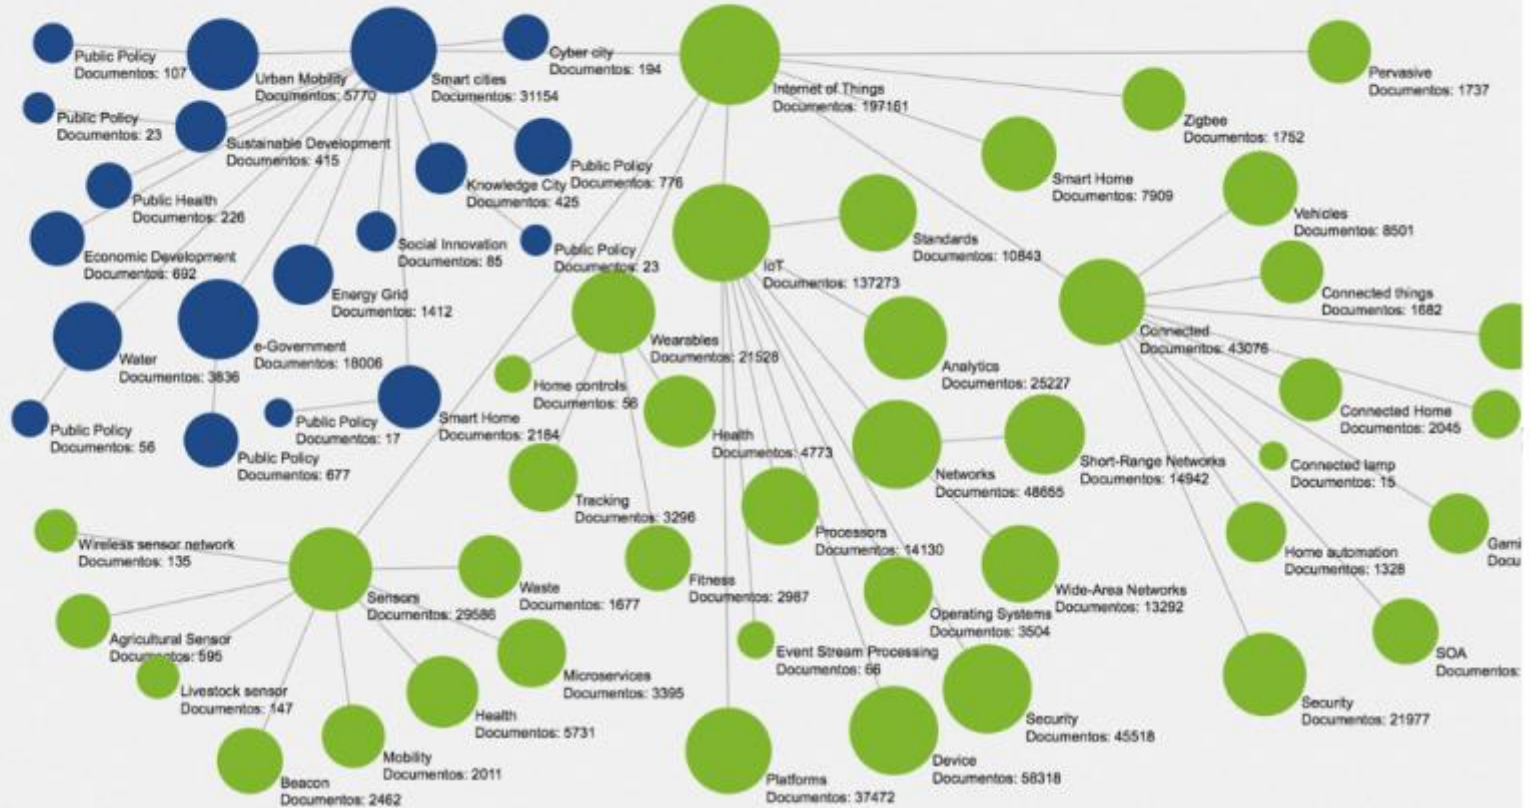 Public Policy
Documentos: 107
Urban Mobility
Documentos: 5770
Smart cities
Documentos: 31154
Cyber city
Documentos: 194
Internet of Things
Documentos: 197161
Pervasive
Documentos: 1737
Public Policy
Documentos: 23
Sustainable Development
Documentos: 415
Zigbee
Documentos: 1752
Public Health
Documentos: 226
Knowledge City
Documentos: 425
Public Policy
Documentos: 776
Smart Home
Documentos: 7909
Vehicles
Documentos: 8501
Economic Development
Documentos: 692
Social Innovation
Documentos: 85
Public Policy
Documentos: 23
IoT
Documentos: 137273
Standards
Documentos: 10843
Energy Grid
Documentos: 1412
Connected things
Documentos: 1682
Water
Documentos: 3836
e-Government
Documentos: 18006
Wearables
Documentos: 21528
Connected
Documentos: 43076
Analytics
Documentos: 25227
Home controls
Documentos: 56
Public Policy
Documentos: 56
Public Policy
Documentos: 17
Smart Home
Documentos: 2184
Health
Documentos: 4773
Connected Home
Documentos: 2045
Public Policy
Documentos: 677
Networks
Documentos: 48655
Short-Range Networks
Documentos: 14942
Connected lamp
Documentos: 15
Tracking
Documentos: 3296
Wireless sensor network
Documentos: 135
Processors
Documentos: 14130
Home automation
Documentos: 1328
Gami
Docu
Sensors
Documentos: 29586
Waste
Documentos: 1677
Fitness
Documentos: 2987
Wide-Area Networks
Documentos: 13292
Operating Systems
Documentos: 3504
Agricultural Sensor
Documentos: 595
Event Stream Processing
Documentos: 66
SOA
Documentos:
Livestock sensor
Documentos: 147
Microservices
Documentos: 3395
Health
Documentos: 5731
Security
Documentos: 45518
Security
Documentos: 21977
Mobility
Documentos: 2011
Device
Documentos: 58318
Beacon
Documentos: 2462
Platforms
Documentos: 37472